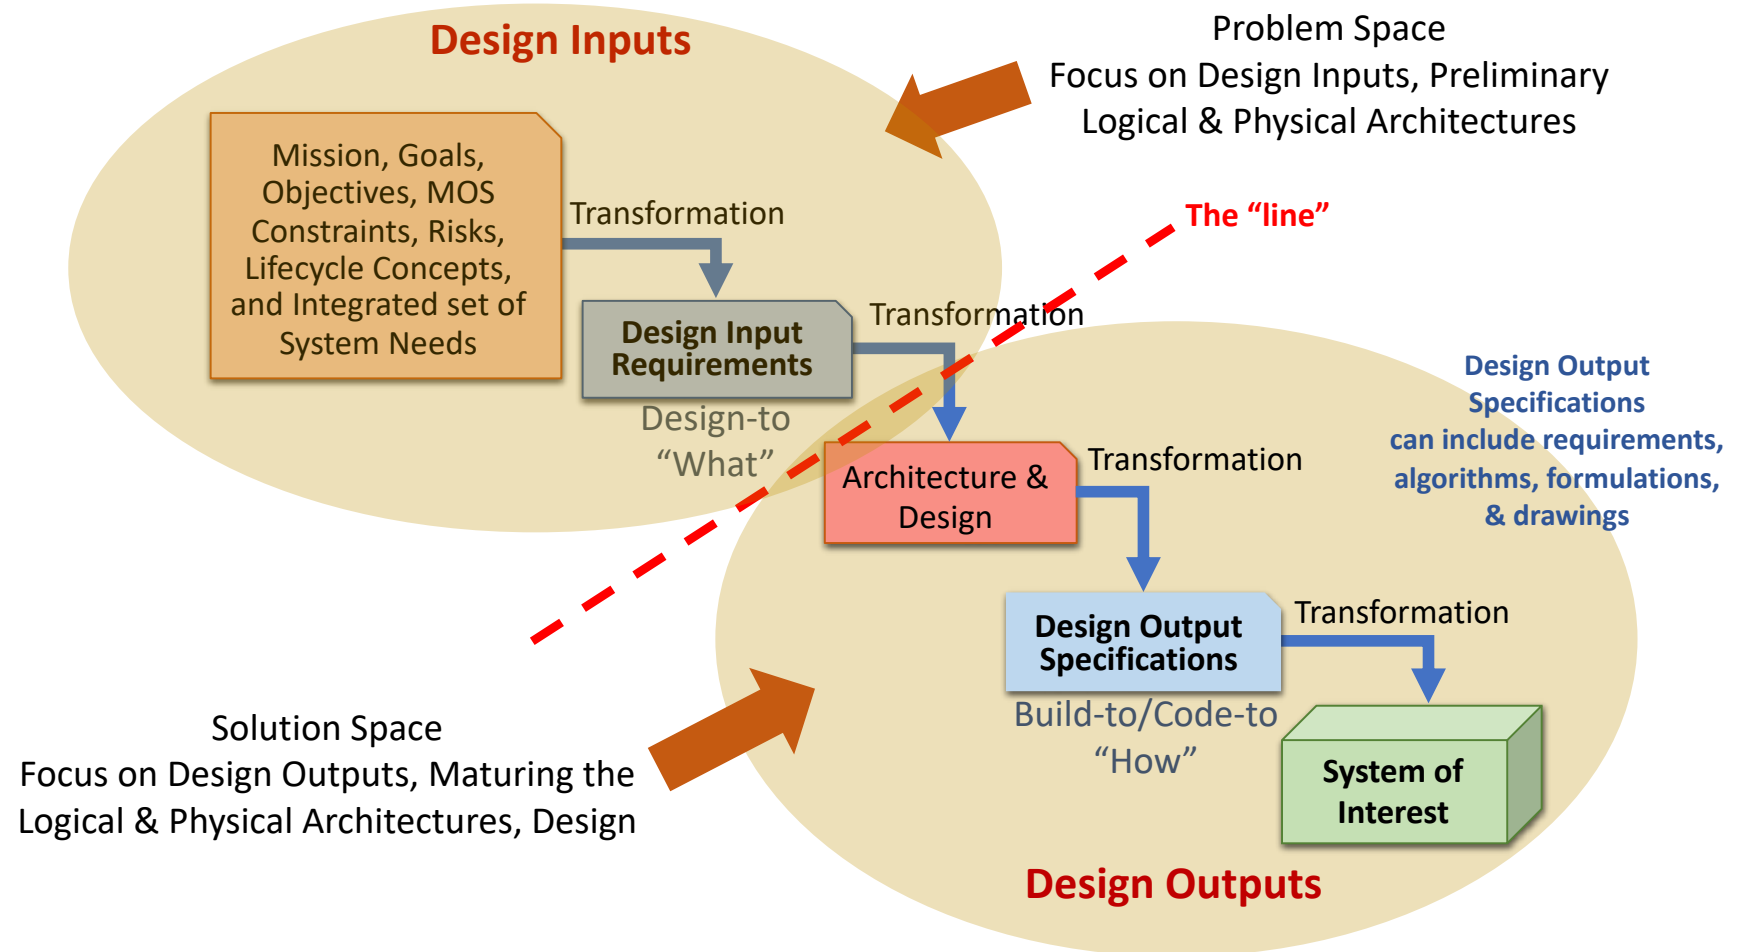 Design Inputs
Problem Space
Focus on Design Inputs, Preliminary
Logical & Physical Architectures
Mission, Goals,
Objectives, MOS
Constraints, Risks,
Lifecycle Concepts,
and Integrated set of
System Needs
Transformation
The “line”
Design Input
Requirements
Transformation
Design-to
“What”
Design Output
Specifications
can include requirements,
algorithms, formulations,
& drawings
Architecture &
Design
Transformation
Design Output
Specifications
Transformation
Build-to/Code-to
“How”
Solution Space
Focus on Design Outputs, Maturing the
Logical & Physical Architectures, Design
System of
Interest
Design Outputs